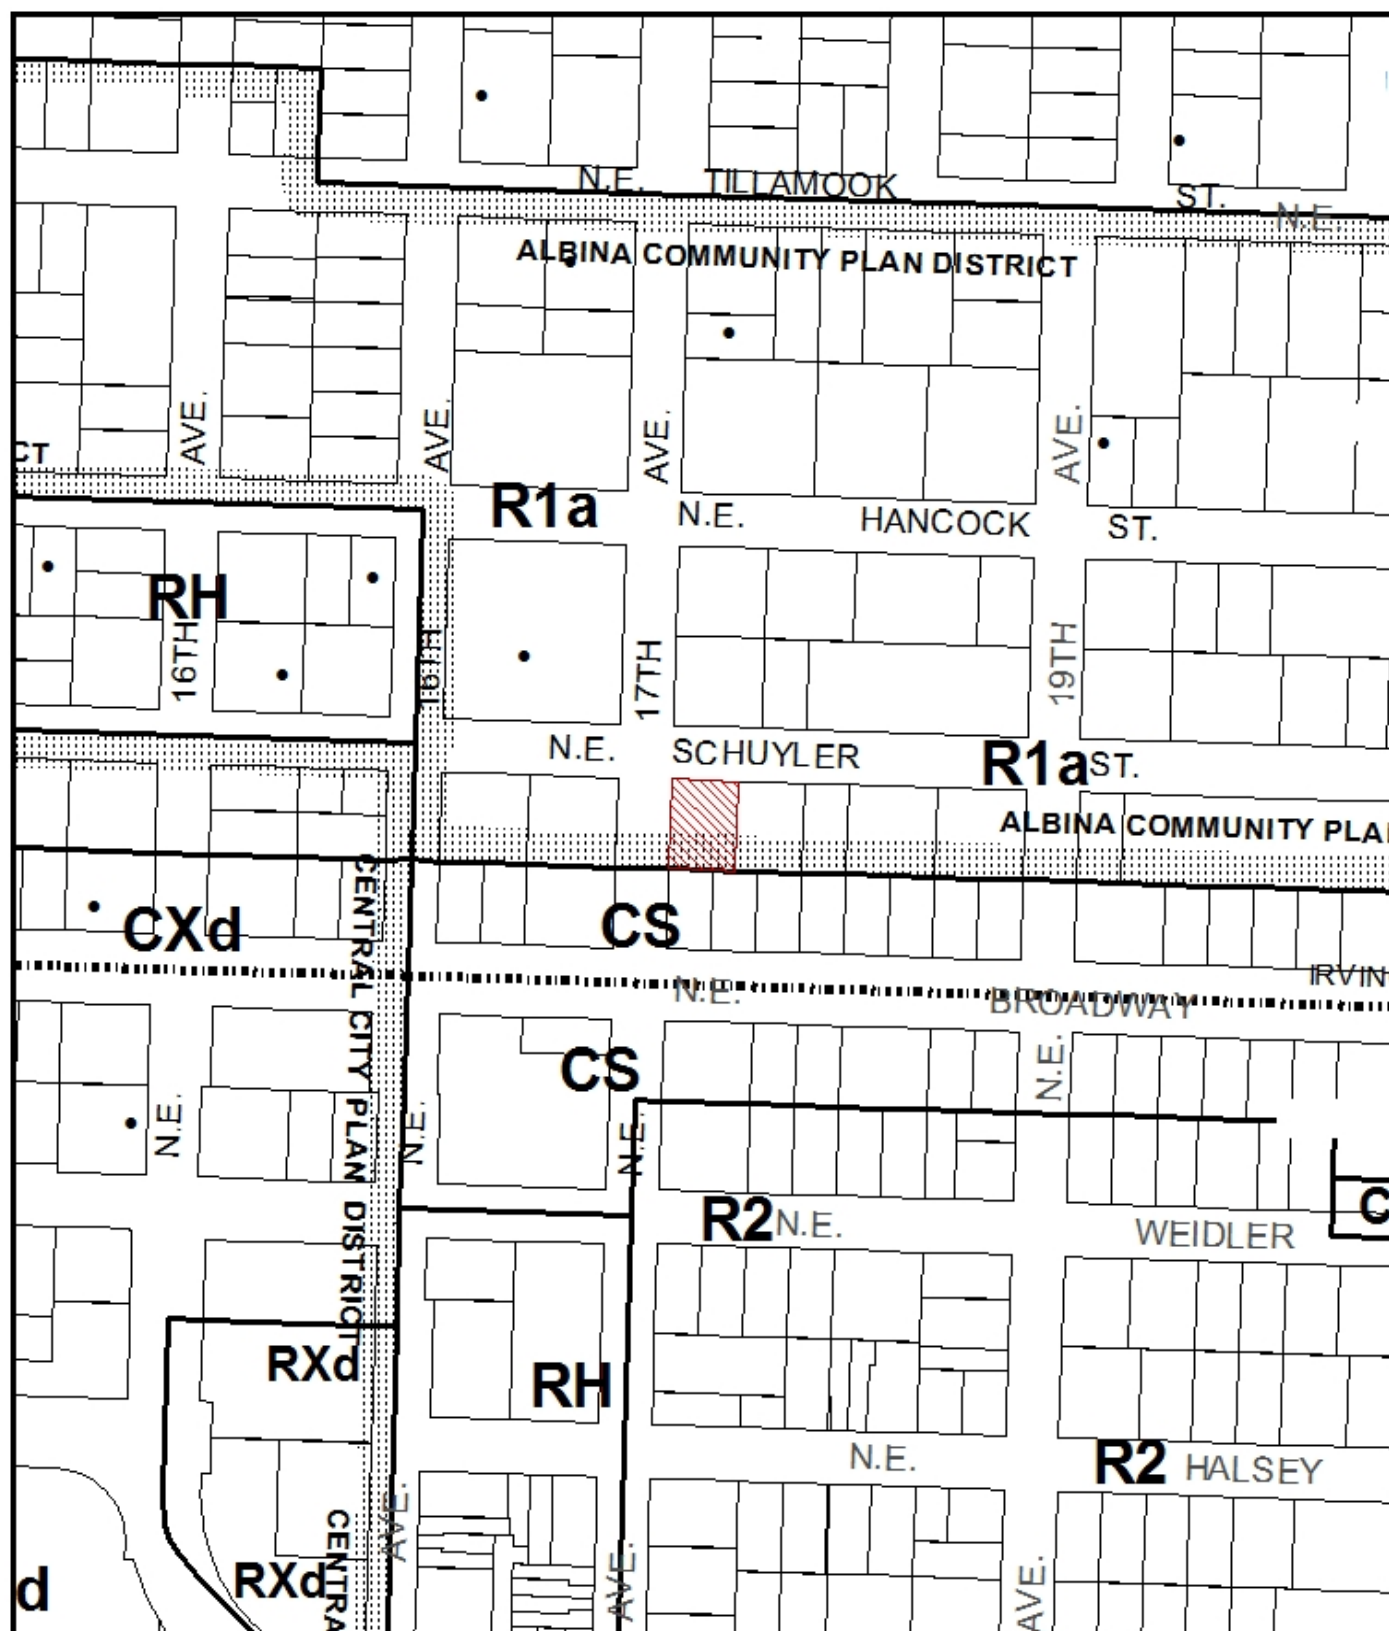 N.E. TILLAMOOK ST. N.E.
ALBINA COMMUNITY PLAN DISTRICT
AVE. AVE. AVE. AVE.
CT
R1a N.E. HANCOCK ST.
RH
16TH 16TH 17TH 19TH
N.E. SCHUYLER R1a ST.
ALBINA COMMUNITY PLA
CXd CS
CENTRAL CITY PLAN DISTRICT
IRVIN
N.E. BROADWAY
CS
N.E. N.E. N.E. N.E.
R2 N.E. WEIDLER C
RXd RH
N.E. R2 HALSEY
CENTRA
AVE. AVE. AVE.
d RXd